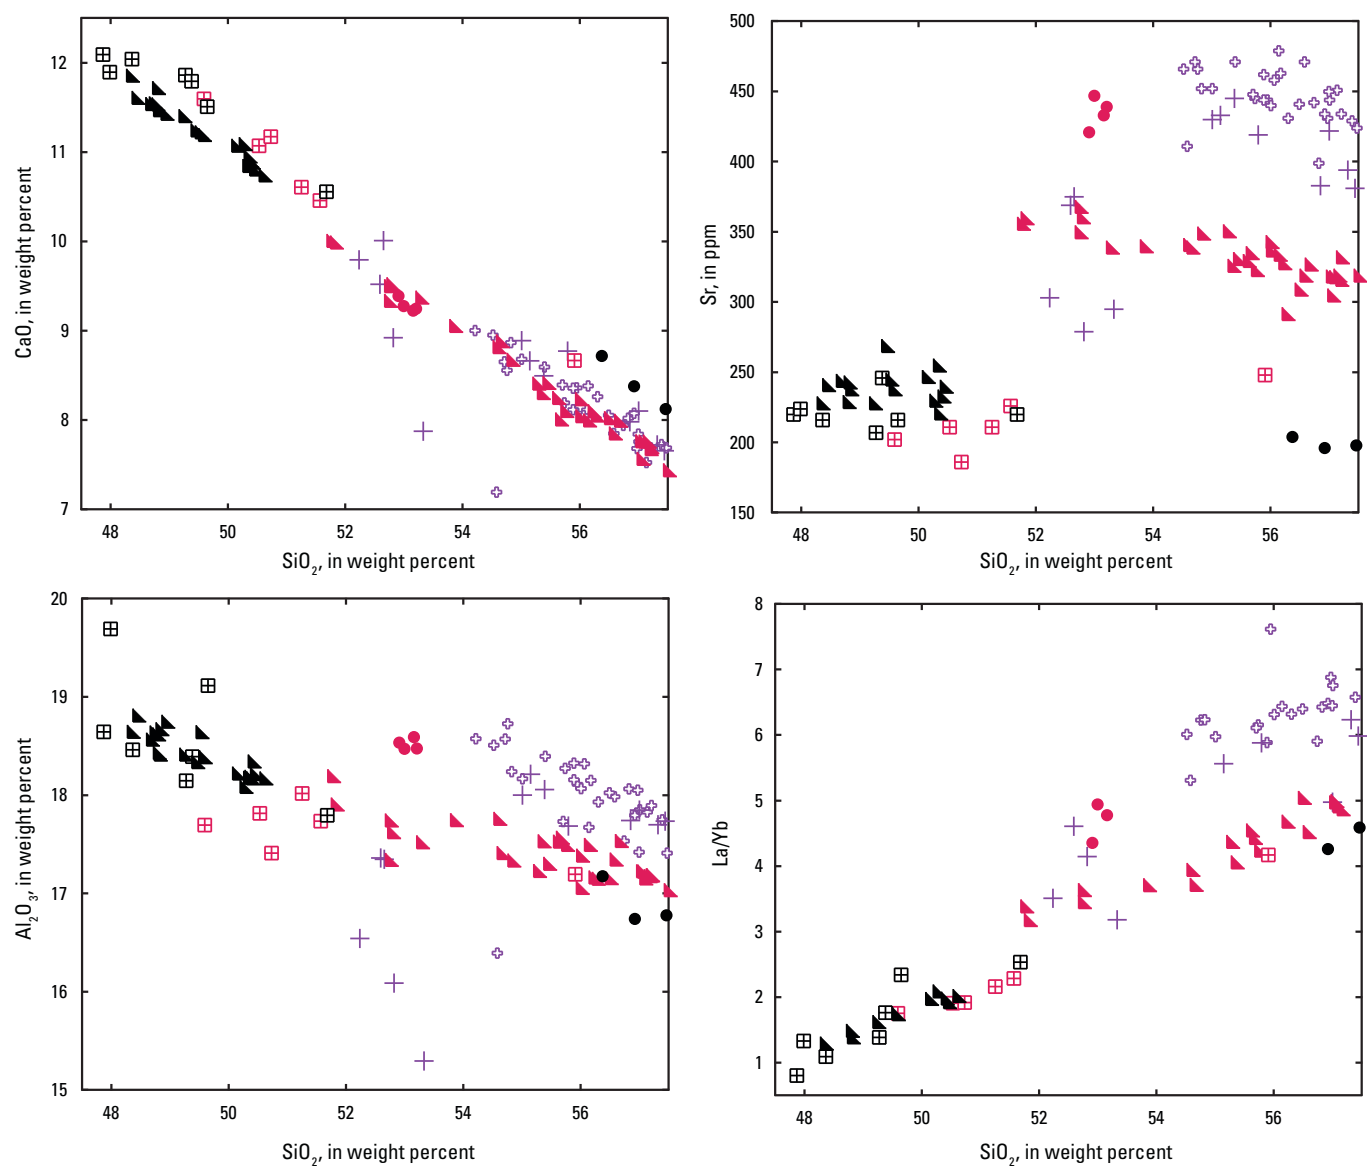 CaO, in weight percent
12
11
10
9
8
7
48 50 52 54 56
SiO₂, in weight percent
Sr, in ppm
500
450
400
350
300
250
200
150
48 50 52 54 56
SiO₂, in weight percent
Al₂O₃, in weight percent
20
19
18
17
16
15
48 50 52 54 56
SiO₂, in weight percent
La/Yb
8
7
6
5
4
3
2
1
48 50 52 54 56
SiO₂, in weight percent